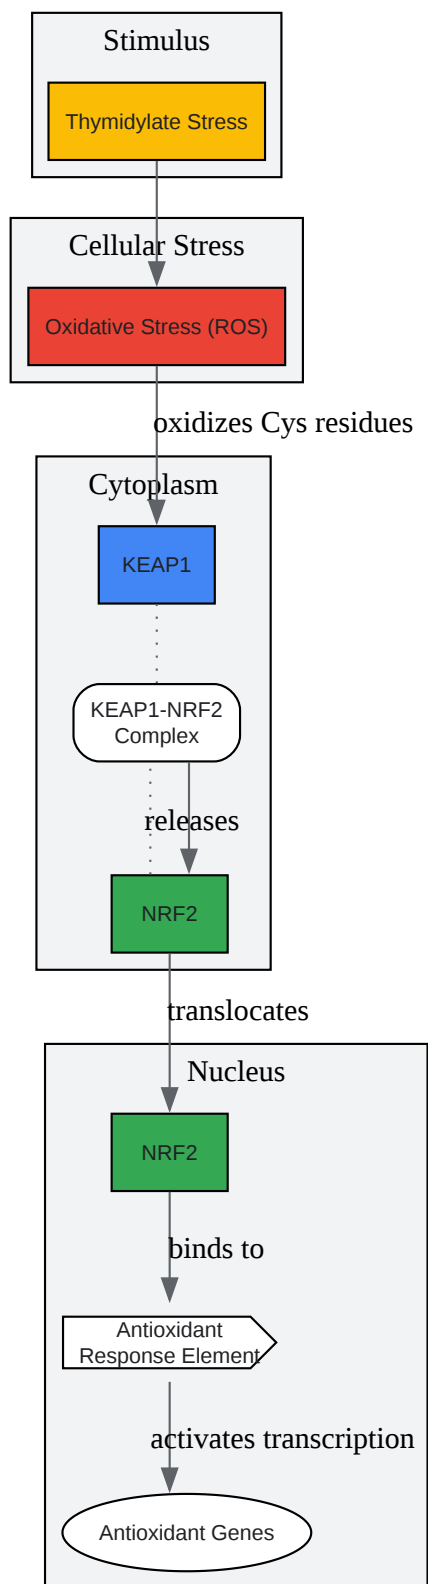 Stimulus
Thymidylate Stress
Cellular Stress
Oxidative Stress (ROS)
oxidizes Cys residues
Cytoplasm
KEAP1
KEAP1-NRF2
Complex
releases
NRF2
translocates
Nucleus
NRF2
binds to
Antioxidant
Response Element
activates transcription
Antioxidant Genes